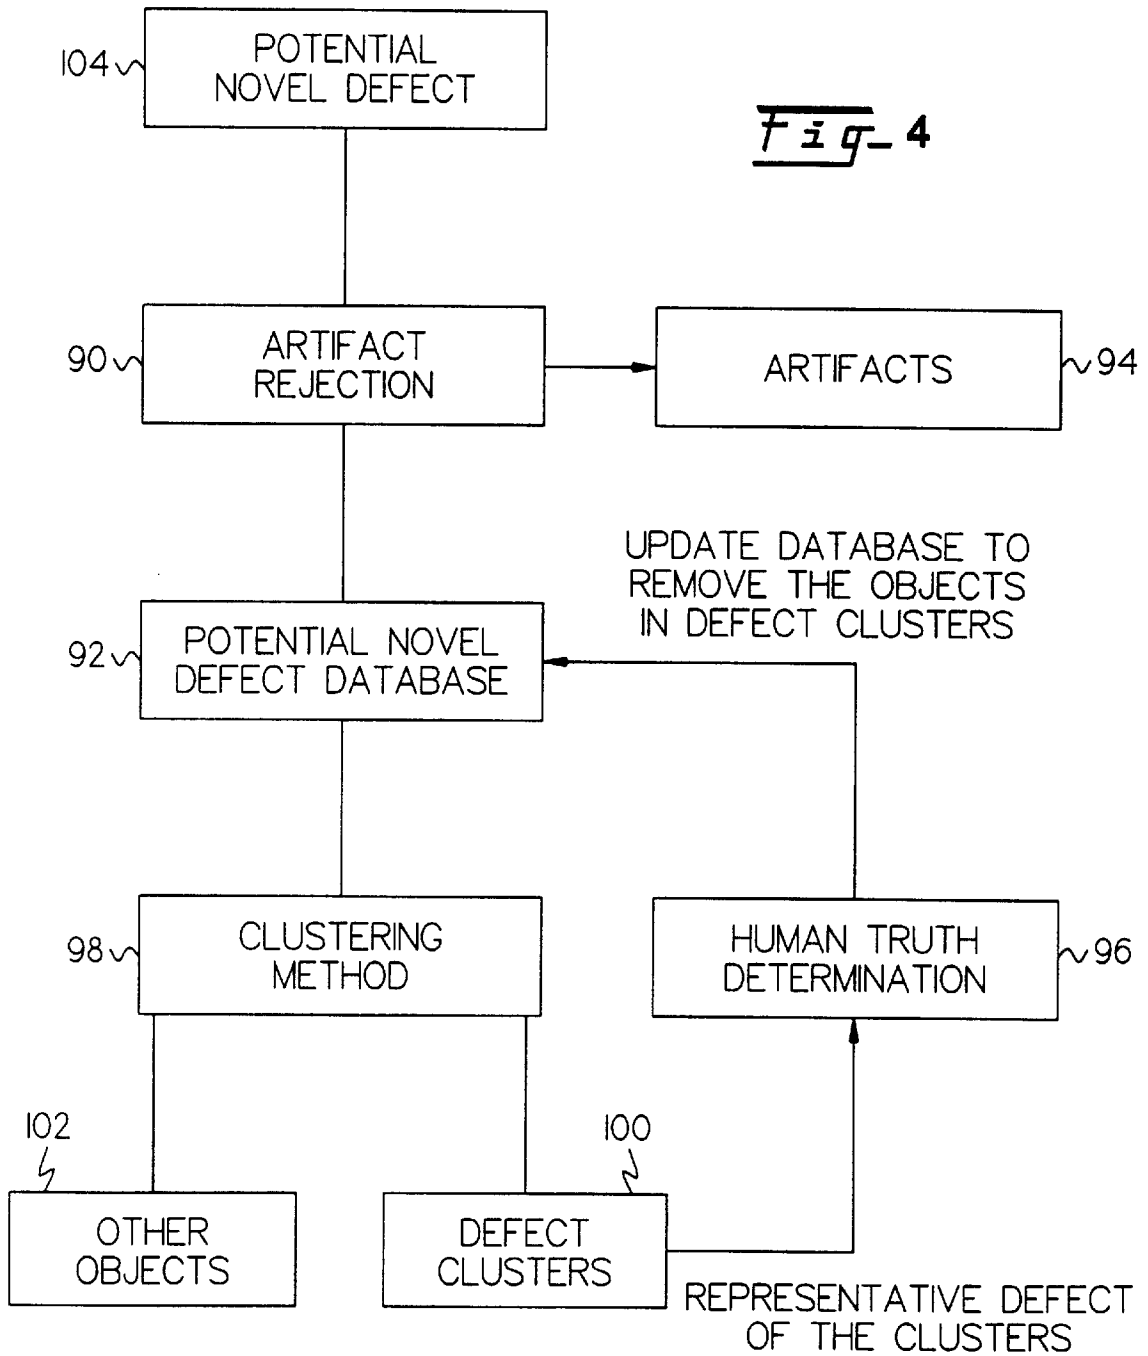 POTENTIAL
NOVEL DEFECT
104
Fig_ 4
ARTIFACT
REJECTION
90
ARTIFACTS
94
UPDATE DATABASE TO
REMOVE THE OBJECTS
IN DEFECT CLUSTERS
POTENTIAL NOVEL
DEFECT DATABASE
92
CLUSTERING
METHOD
98
HUMAN TRUTH
DETERMINATION
96
102
100
OTHER
OBJECTS
DEFECT
CLUSTERS
REPRESENTATIVE DEFECT
OF THE CLUSTERS